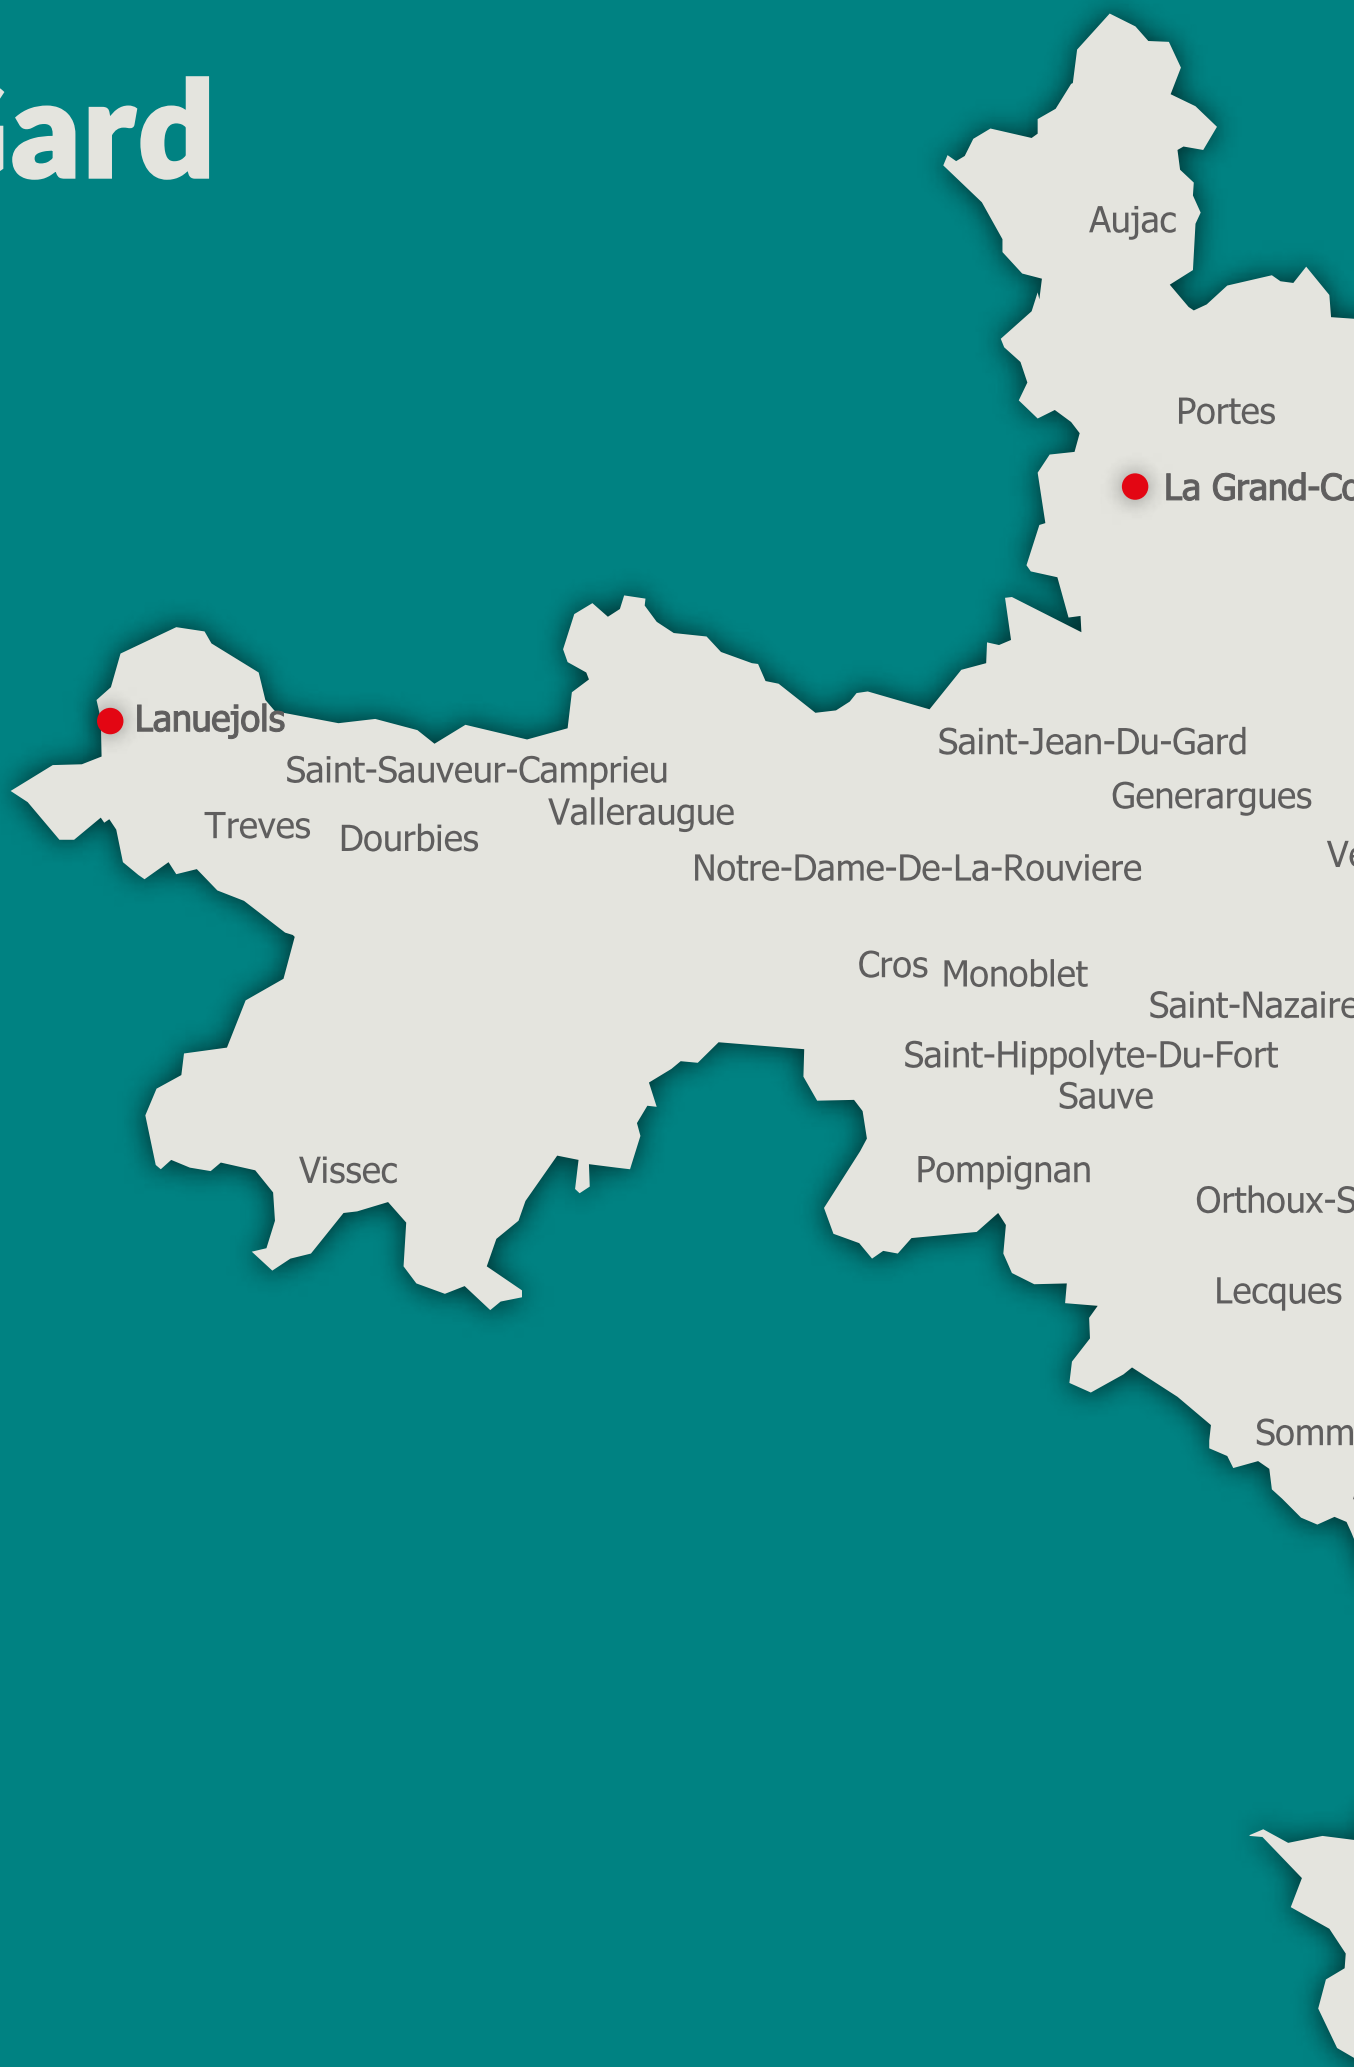 Gard
Aujac
Portes
La Grand-Co
Lanuejols
Saint-Jean-Du-Gard
Saint-Sauveur-Camprieu
Generargues
Valleraugue
Treves
Dourbies
Ve
Notre-Dame-De-La-Rouviere
Cros
Monoblet
Saint-Nazaire
Saint-Hippolyte-Du-Fort
Sauve
Vissec
Pompignan
Orthoux-S
Lecques
Somm